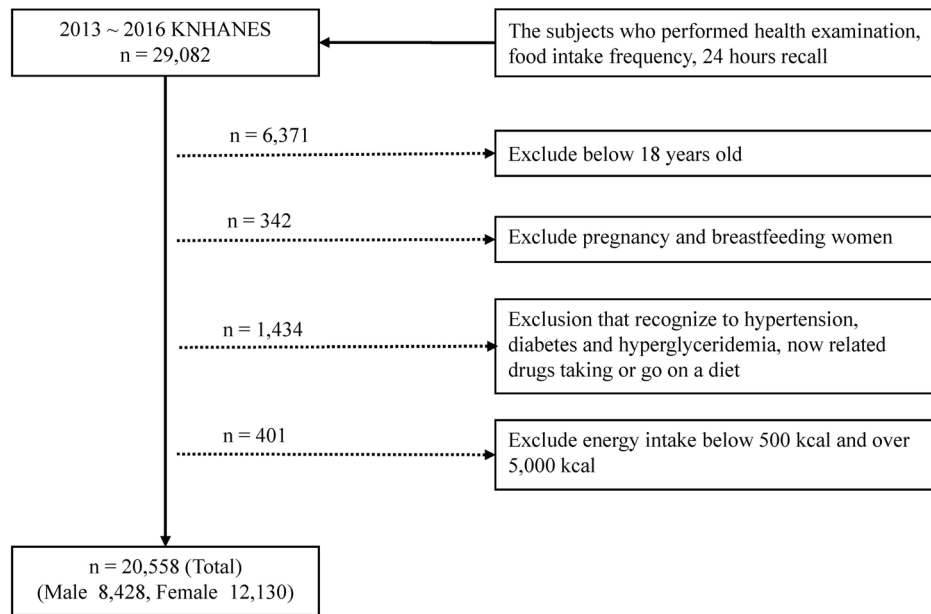 2013 ~ 2016 KNHANES
n = 29,082
The subjects who performed health examination,
food intake frequency, 24 hours recall
n = 6,371
Exclude below 18 years old
n = 342
Exclude pregnancy and breastfeeding women
n = 1,434
Exclusion that recognize to hypertension,
diabetes and hyperglyceridemia, now related
drugs taking or go on a diet
n = 401
Exclude energy intake below 500 kcal and over
5,000 kcal
n = 20,558 (Total)
(Male 8,428, Female 12,130)